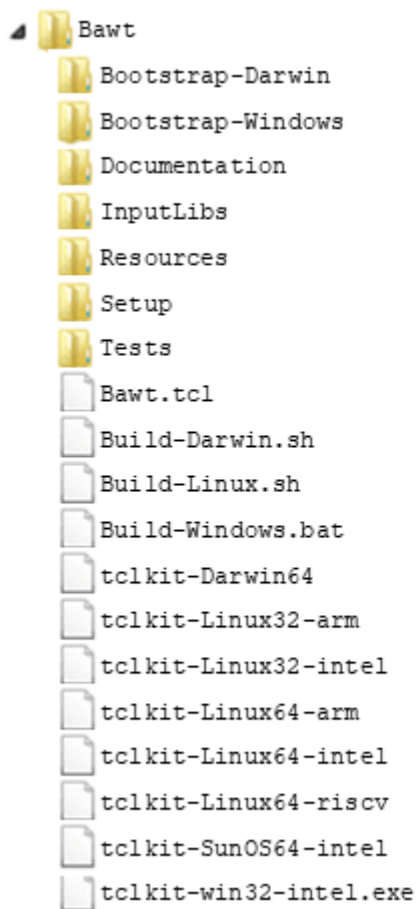 Bawt
Bootstrap-Darwin
Bootstrap-Windows
Documentation
InputLibs
Resources
Setup
Tests
Bawt.tcl
Build-Darwin.sh
Build-Linux.sh
Build-Windows.bat
tclkit-Darwin64
tclkit-Linux32-arm
tclkit-Linux32-intel
tclkit-Linux64-arm
tclkit-Linux64-intel
tclkit-Linux64-riscv
tclkit-SunOS64-intel
tclkit-win32-intel.exe